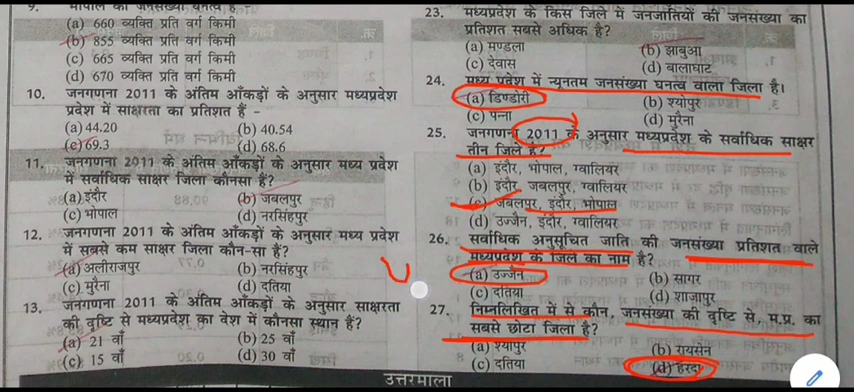 9. भोपाल का जनसंख्या घनत्व है
(a) 660 व्यक्ति प्रति वर्ग किमी
(b) 855 व्यक्ति प्रति वर्ग किमी
(c) 665 व्यक्ति प्रति वर्ग किमी
(d) 670 व्यक्ति प्रति वर्ग किमी
10. जनगणना 2011 के अंतिम आँकड़ों के अनुसार मध्यप्रदेश
प्रदेश में साक्षरता का प्रतिशत हैं -
(a) 44.20 (b) 40.54
(c) 69.3 (d) 68.6
11. जनगणना 2011 के अंतिम आँकड़ों के अनुसार मध्य प्रदेश
में सर्वाधिक साक्षर जिला कौनसा हैं?
(a) इंदौर (b) जबलपुर
(c) भोपाल (d) नरसिंहपुर
12. जनगणना 2011 के अंतिम आँकड़ों के अनुसार मध्य प्रदेश
में सबसे कम साक्षर जिला कौन-सा हैं?
(a) अलीराजपुर (b) नरसिंहपुर
(c) मुरैना (d) दतिया
13. जनगणना 2011 के अंतिम आँकड़ों के अनुसार साक्षरता
की दृष्टि से मध्यप्रदेश का देश में कौनसा स्थान हैं?
(a) 21 वाँ (b) 25 वाँ
(c) 15 वाँ (d) 30 वाँ
23. मध्यप्रदेश के किस जिले में जनजातियों की जनसख्या का
प्रतिशत सबसे अधिक है?
(a) मण्डला (b) झाबुआ
(c) देवास (d) बालाघाट
24. मध्य प्रदेश में न्यूनतम जनसंख्या घनत्व वाला जिला है।
(a) डिण्डोरी (b) श्योपुर
(c) पन्ना (d) मुरैना
25. जनगणना 2011 के अनुसार मध्यप्रदेश के सर्वाधिक साक्षर
तीन जिले है?
(a) इंदौर, भोपाल, ग्वालियर
(b) इंदौर, जबलपुर, ग्वालियर
(c) जबलपुर, इंदौर, भोपाल
(d) उज्जैन, इंदौर, ग्वालियर
26. सर्वाधिक अनुसूचित जाति की जनसंख्या प्रतिशत वाले
मध्यप्रदेश के जिले का नाम है?
(a) उज्जैन (b) सागर
(c) दतिया (d) शाजापुर
27. निम्नलिखित में से कौन, जनसंख्या की दृष्टि से, म.प्र. का
सबसे छोटा जिला है?
(a) श्योपुर (b) रायसेन
(c) दतिया (d) हरदा
उत्तरमाला